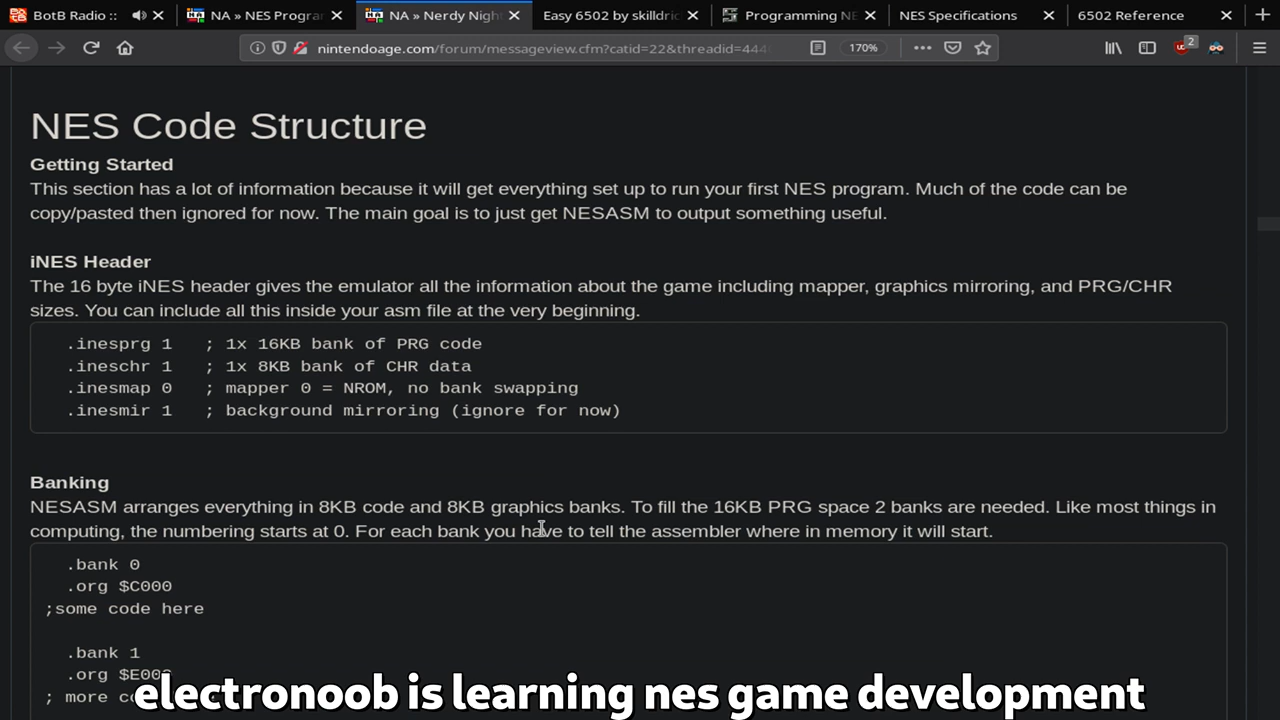 BotB Radio ::
NA » NES Progra
NA » Nerdy Nigh
Easy 6502 by skilldric
Programming NE
NES Specifications
6502 Reference
nintendoage.com/forum/messageview.cfm?catid=22&threadid=444
170%
2
NES Code Structure
Getting Started
This section has a lot of information because it will get everything set up to run your first NES program. Much of the code can be
copy/pasted then ignored for now. The main goal is to just get NESASM to output something useful.
iNES Header
The 16 byte iNES header gives the emulator all the information about the game including mapper, graphics mirroring, and PRG/CHR
sizes. You can include all this inside your asm file at the very beginning.
.inesprg 1 ; 1x 16KB bank of PRG code
.ineschr 1 ; 1x 8KB bank of CHR data
.inesmap 0 ; mapper 0 = NROM, no bank swapping
.inesmir 1 ; background mirroring (ignore for now)
Banking
NESASM arranges everything in 8KB code and 8KB graphics banks. To fill the 16KB PRG space 2 banks are needed. Like most things in
computing, the numbering starts at 0. For each bank you have to tell the assembler where in memory it will start.
.bank 0
.org $C000
;some code here
.bank 1
.org $E000
; more co
electronoob is learning nes game development